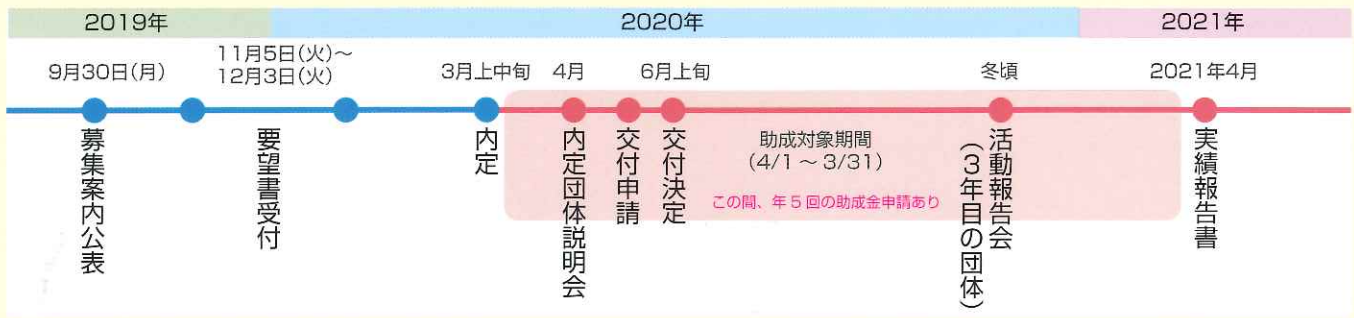 2019年
2020年
2021年
9月30日(月)
11月5日(火)～
12月3日(火)
3月上中旬
4月
6月上旬
冬頃
2021年4月
募集案内公表
要望書受付
内定
内定団体説明会
交付申請
交付決定
助成対象期間
(4/1 ～ 3/31)
この間、年5回の助成金申請あり
活動報告会
(3年目の団体)
実績報告書